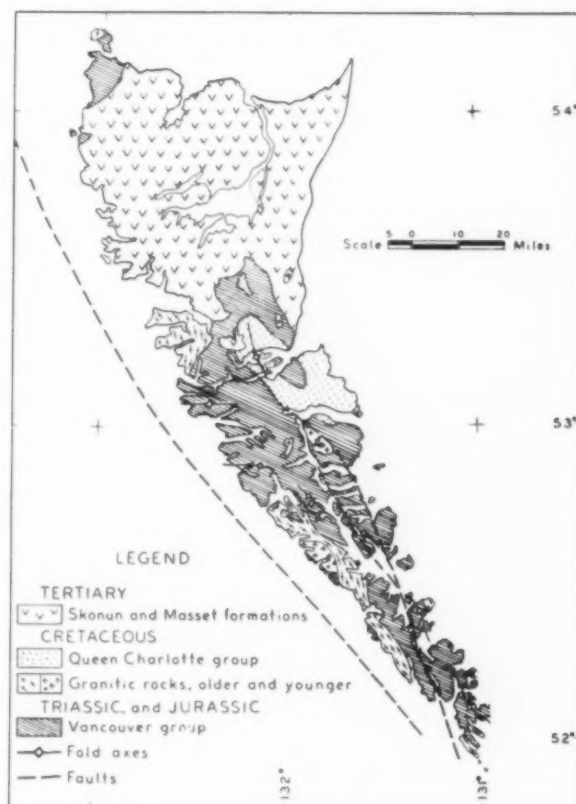 54°
5 0 10 20
Scale Miles
53°
LEGEND
TERTIARY
Skonun and Masset formations
CRETACEOUS
Queen Charlotte group
Granitic rocks, older and younger
TRIASSIC, and JURASSIC
Vancouver group
Fold axes
Faults
52°
132°
131°